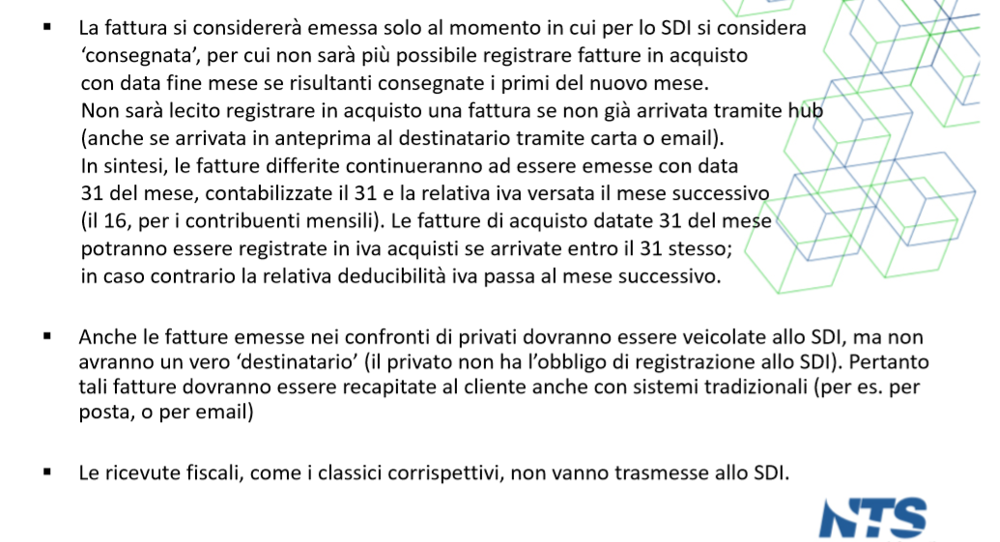 ▪ La fattura si considererà emessa solo al momento in cui per lo SDI si considera
‘consegnata’, per cui non sarà più possibile registrare fatture in acquisto
con data fine mese se risultanti consegnate i primi del nuovo mese.
Non sarà lecito registrare in acquisto una fattura se non già arrivata tramite hub
(anche se arrivata in anteprima al destinatario tramite carta o email).
In sintesi, le fatture differite continueranno ad essere emesse con data
31 del mese, contabilizzate il 31 e la relativa iva versata il mese successivo
(il 16, per i contribuenti mensili). Le fatture di acquisto datate 31 del mese
potranno essere registrate in iva acquisti se arrivate entro il 31 stesso;
in caso contrario la relativa deducibilità iva passa al mese successivo.
▪ Anche le fatture emesse nei confronti di privati dovranno essere veicolate allo SDI, ma non
avranno un vero ‘destinatario’ (il privato non ha l’obbligo di registrazione allo SDI). Pertanto
tali fatture dovranno essere recapitate al cliente anche con sistemi tradizionali (per es. per
posta, o per email)
▪ Le ricevute fiscali, come i classici corrispettivi, non vanno trasmesse allo SDI.
NTS